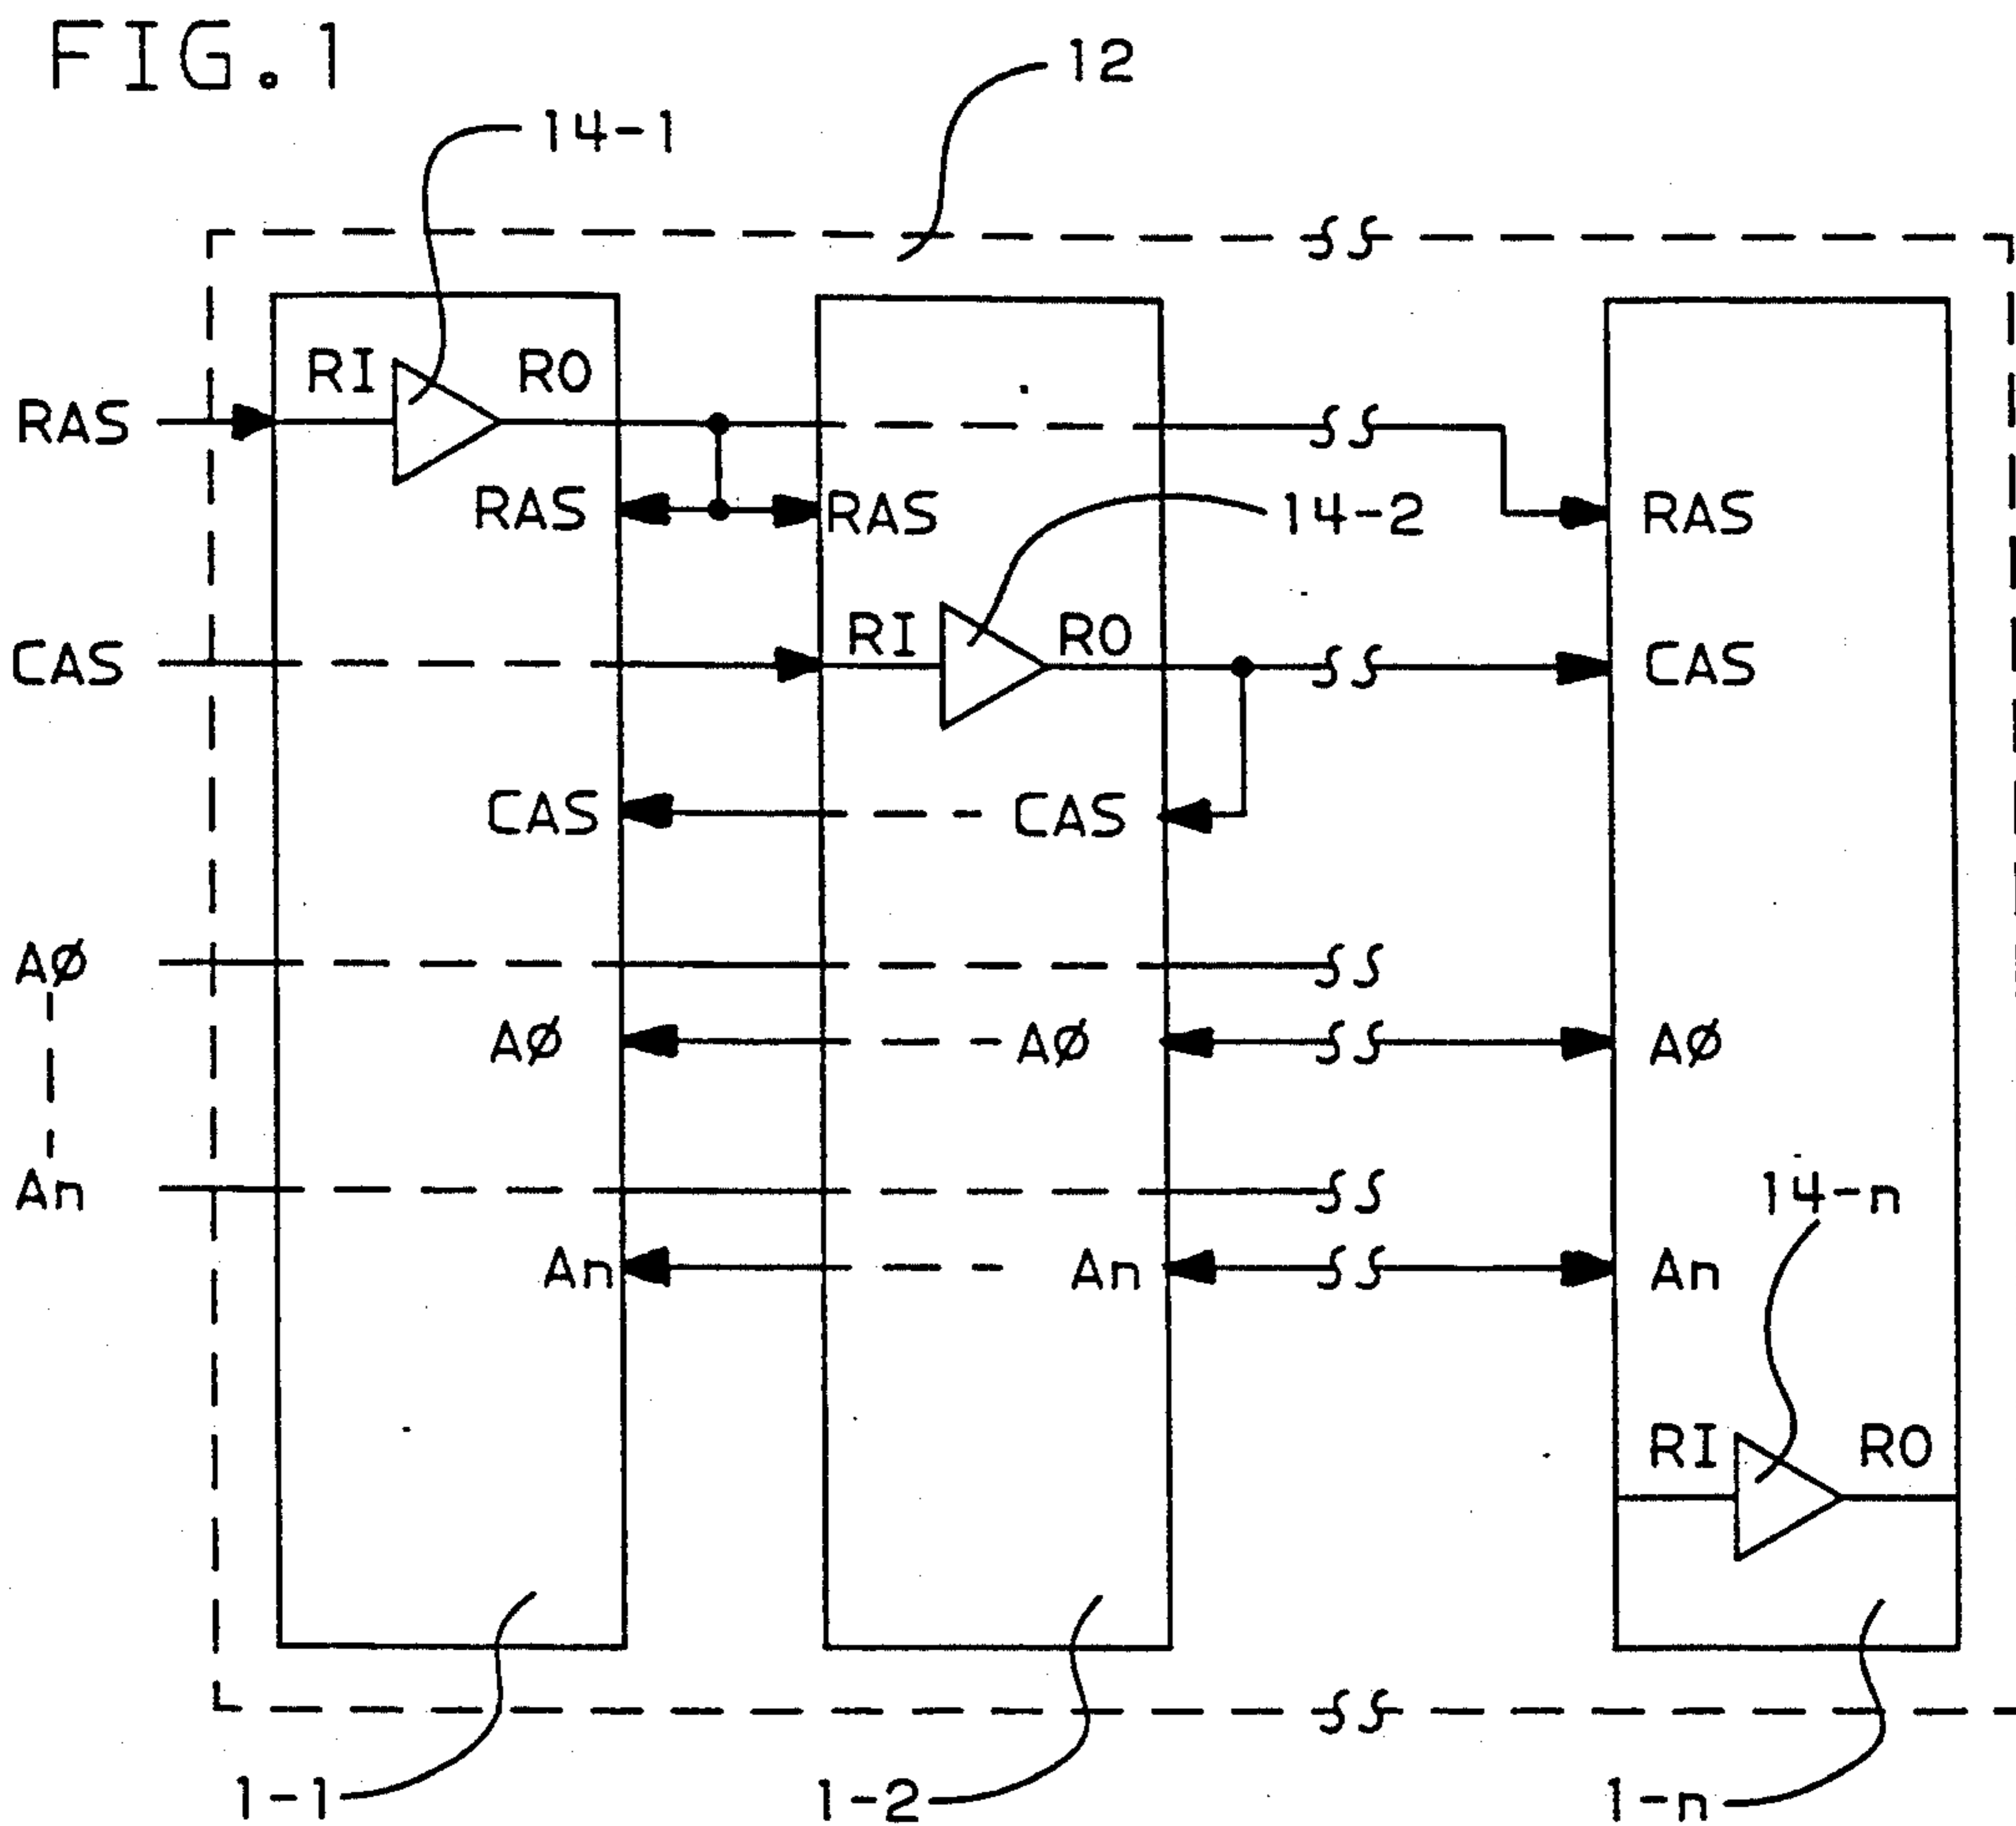 FIG. 1
12
14-1
RI
RO
RAS
RAS
RAS
14-2
RAS
CAS
RI
RO
CAS
CAS
CAS
AØ
AØ
AØ
AØ
An
14-n
An
An
An
RI
RO
1-1
1-2
1-n